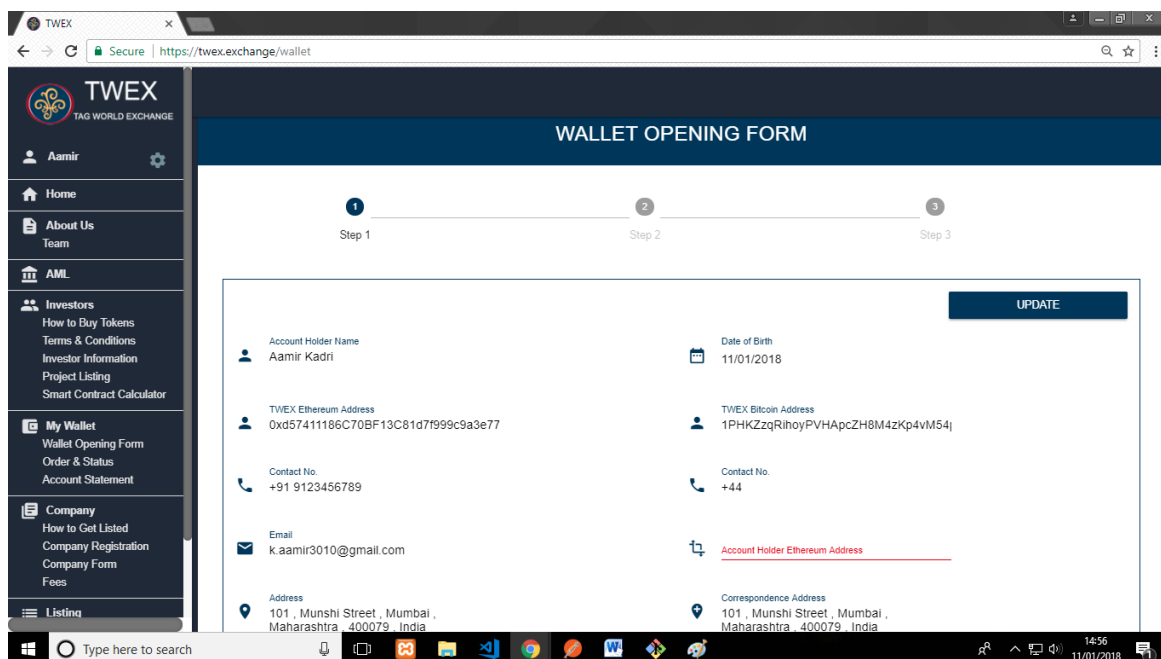 TWEX
Secure | https://twex.exchange/wallet
TWEX
TAG WORLD EXCHANGE
Aamir
Home
About Us
Team
AML
Investors
How to Buy Tokens
Terms & Conditions
Investor Information
Project Listing
Smart Contract Calculator
My Wallet
Wallet Opening Form
Order & Status
Account Statement
Company
How to Get Listed
Company Registration
Company Form
Fees
Listing
WALLET OPENING FORM
1 2 3
Step 1 Step 2 Step 3
UPDATE
Account Holder Name Date of Birth
Aamir Kadri 11/01/2018
TWEX Ethereum Address TWEX Bitcoin Address
0xd57411186C70BF13C81d7f999c9a3e77 1PHKZzqRihoyPVHApcZH8M4zKp4vM54
Contact No. Contact No.
+91 9123456789 +44
Email
k.aamir3010@gmail.com Account Holder Ethereum Address
Address Correspondence Address
101 , Munshi Street , Mumbai , 101 , Munshi Street , Mumbai ,
Maharashtra , 400079 , India Maharashtra , 400079 , India
Type here to search
14:56
11/01/2018